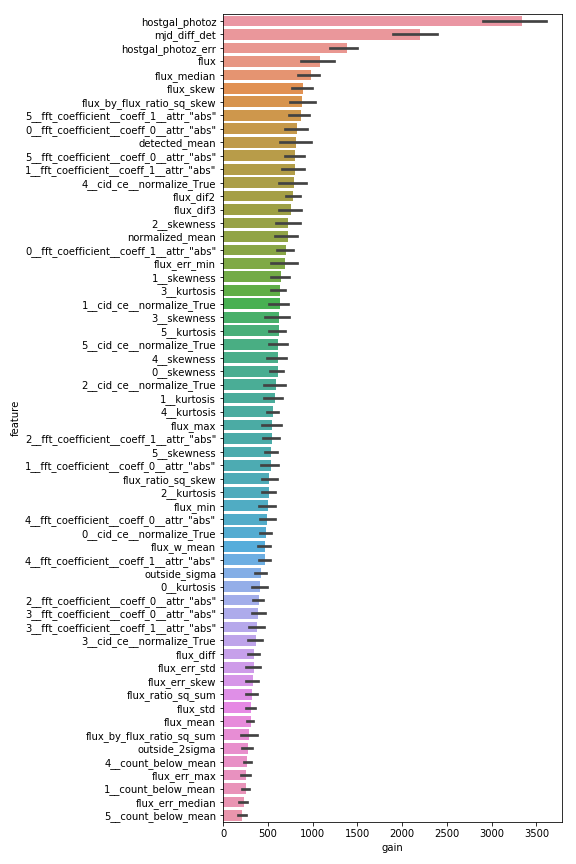 hostgal_photoz
mjd_diff_det
hostgal_photoz_err
flux
flux_median
flux_skew
flux_by_flux_ratio_sq_skew
5__fft_coefficient__coeff_1__attr_"abs"
0__fft_coefficient__coeff_0__attr_"abs"
detected_mean
5__fft_coefficient__coeff_0__attr_"abs"
1__fft_coefficient__coeff_1__attr_"abs"
4__cid_ce__normalize_True
flux_dif2
flux_dif3
2__skewness
normalized_mean
0__fft_coefficient__coeff_1__attr_"abs"
flux_err_min
1__skewness
3__kurtosis
1__cid_ce__normalize_True
3__skewness
5__kurtosis
5__cid_ce__normalize_True
4__skewness
0__skewness
2__cid_ce__normalize_True
1__kurtosis
4__kurtosis
flux_max
2__fft_coefficient__coeff_1__attr_"abs"
5__skewness
1__fft_coefficient__coeff_0__attr_"abs"
flux_ratio_sq_skew
2__kurtosis
flux_min
4__fft_coefficient__coeff_0__attr_"abs"
0__cid_ce__normalize_True
flux_w_mean
4__fft_coefficient__coeff_1__attr_"abs"
outside_sigma
0__kurtosis
2__fft_coefficient__coeff_0__attr_"abs"
3__fft_coefficient__coeff_0__attr_"abs"
3__fft_coefficient__coeff_1__attr_"abs"
3__cid_ce__normalize_True
flux_diff
flux_err_std
flux_err_skew
flux_ratio_sq_sum
flux_std
flux_mean
flux_by_flux_ratio_sq_sum
outside_2sigma
4__count_below_mean
flux_err_max
1__count_below_mean
flux_err_median
5__count_below_mean
feature
0 500 1000 1500 2000 2500 3000 3500
gain